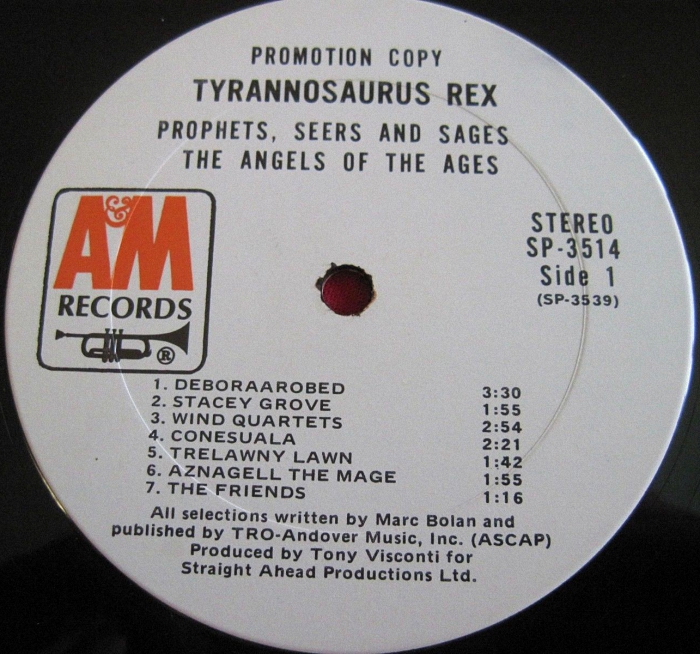 PROMOTION COPY
TYRANNOSAURUS REX
PROPHETS, SEERS AND SAGES
THE ANGELS OF THE AGES
A&M
RECORDS
®
STEREO
SP-3514
Side 1
(SP-3539)
1. DEBORAAROBED 3:30
2. STACEY GROVE 1:55
3. WIND QUARTETS 2:54
4. CONESUALA 2:21
5. TRELAWNY LAWN 1:42
6. AZNAGELL THE MAGE 1:55
7. THE FRIENDS 1:16
All selections written by Marc Bolan and
published by TRO-Andover Music, Inc. (ASCAP)
Produced by Tony Visconti for
Straight Ahead Productions Ltd.